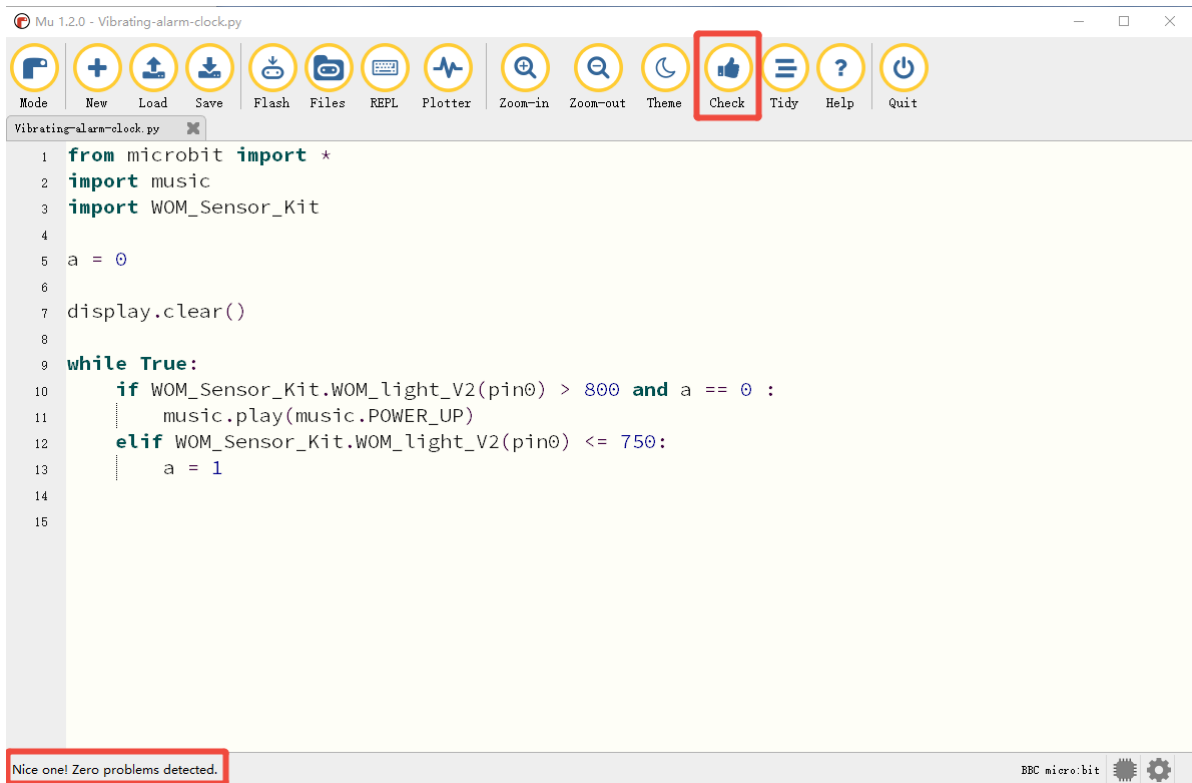 Mu 1.2.0 - Vibrating-alarm-clock.py
Mode New Load Save Flash Files REPL Plotter Zoom-in Zoom-out Theme Check Tidy Help Quit
Vibrating-alarm-clock.py
1 from microbit import *
2 import music
3 import WOM_Sensor_Kit
4
5 a = 0
6
7 display.clear()
8
9 while True:
10 if WOM_Sensor_Kit.WOM_light_V2(pin0) > 800 and a == 0 :
11 music.play(music.POWER_UP)
12 elif WOM_Sensor_Kit.WOM_light_V2(pin0) <= 750:
13 a = 1
14
15
Nice one! Zero problems detected. BBC micro:bit